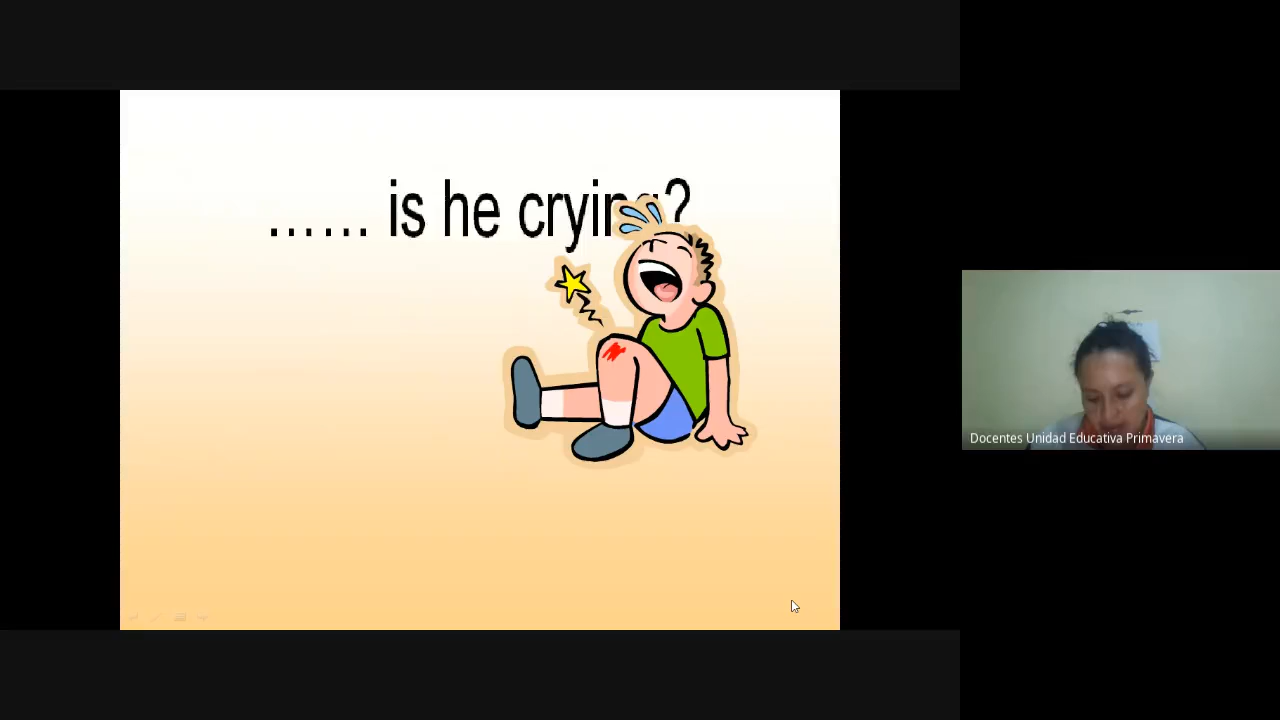 ...... is he crying?
Docentes Unidad Educativa Primavera